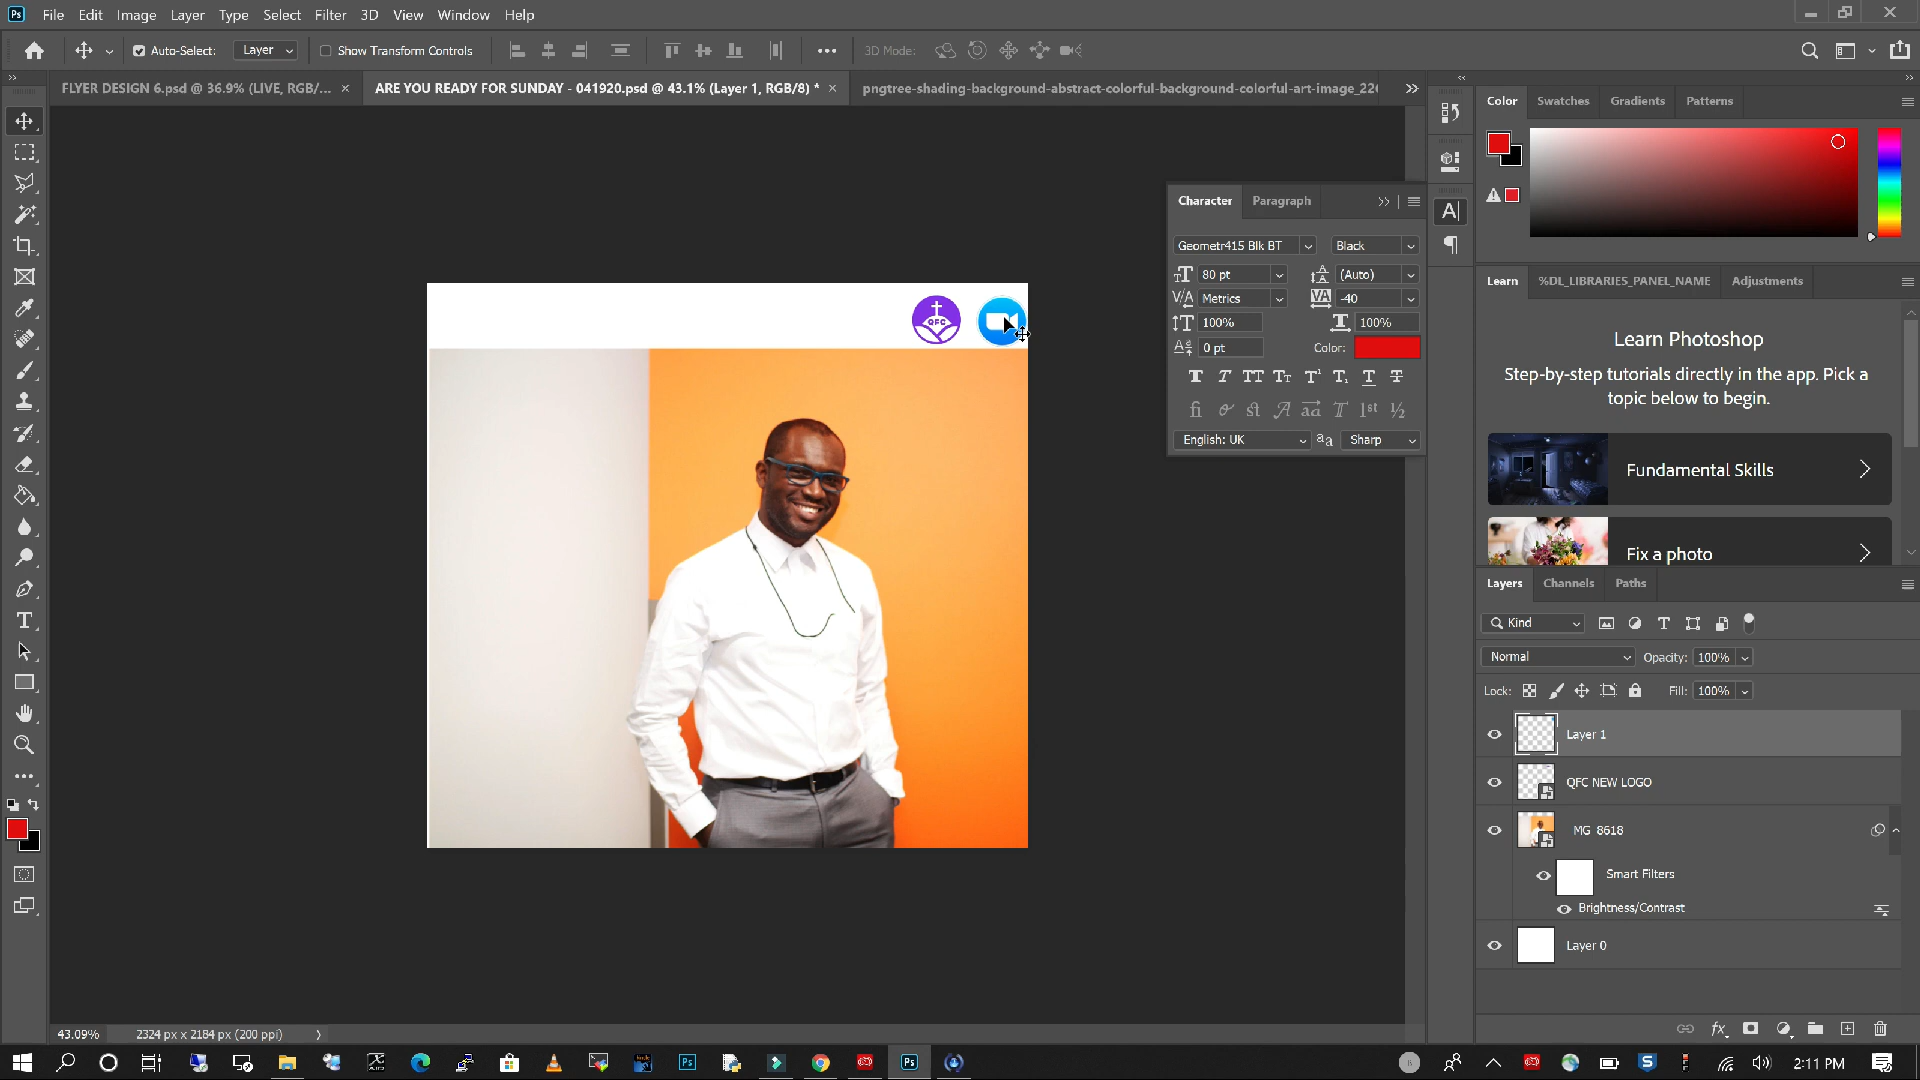 Ps File Edit Image Layer Type Select Filter 3D View Window Help
Auto-Select: Layer Show Transform Controls 3D Mode:
FLYER DESIGN 6.psd @ 36.9% (LIVE, RGB/... × ARE YOU READY FOR SUNDAY - 041920.psd @ 43.1% (Layer 1, RGB/8) * × pngtree-shading-background-abstract-colorful-background-colorful-art-image_220
Color Swatches Gradients Patterns
Character Paragraph
Geometr415 Blk BT Black
80 pt (Auto)
Metrics -40
100% 100%
0 pt Color:
English: UK Sharp
QFC
Learn %DL_LIBRARIES_PANEL_NAME Adjustments
Learn Photoshop
Step-by-step tutorials directly in the app. Pick a
topic below to begin.
Fundamental Skills
Fix a photo
Layers Channels Paths
Kind
Normal Opacity: 100%
Lock: Fill: 100%
Layer 1
QFC NEW LOGO
MG 8618
Smart Filters
Brightness/Contrast
Layer 0
43.09% 2324 px x 2184 px (200 ppi)
2:11 PM